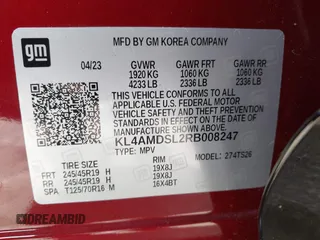 gm
MFD BY GM KOREA COMPANY
04/23 GVWR GAWR FRT GAWR RR
1920 KG 1060 KG 1060 KG
4233 LB 2336 LB 2336 LB
THIS VEHICLE CONFORMS TO ALL APPLICABLE
U.S. FEDERAL MOTOR VEHICLE SAFETY, BUMPER,
AND THEFT PREVENTION STANDARDS IN EFFECT
ON THE DATE OF MANUFACTURE SHOWN ABOVE.
KL4AMDSL2RB008247
TYPE: MPV MODEL: 274TS26
TIRE SIZE RIM
FRT 245/45R19 H 19X8J
RR 245/45R19 H 19X8J
SPA T125/70R16 M 16X4BT
DREAMBID